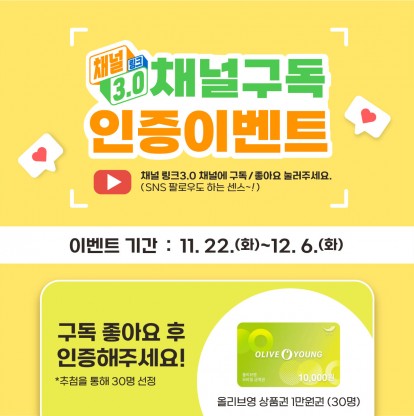 채널 링크
3.0
채널구독
인증이벤트
채널 링크3.0 채널에 구독/좋아요 눌러주세요.
(SNS 팔로우도 하는 센스~!)
이벤트 기간 : 11. 22.(화)~12. 6.(화)
구독 좋아요 후
인증해주세요!
*추첨을 통해 30명 선정
OLIVE YOUNG
10,000원
올리브영 상품권 1만원권 (30명)